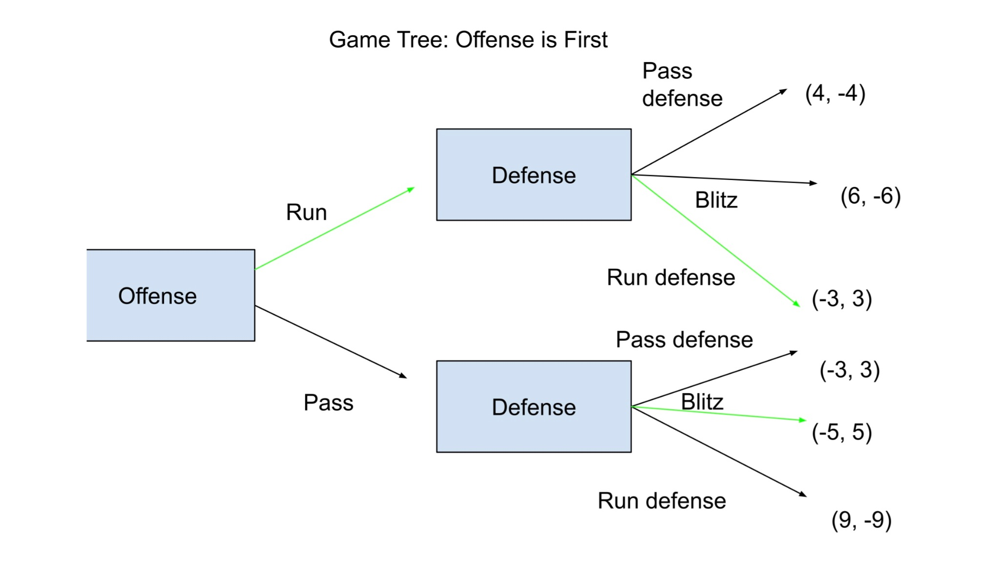 Game Tree: Offense is First
Pass
defense
(4, -4)
Defense
Blitz
(6, -6)
Run
Run defense
(-3, 3)
Offense
Pass defense
(-3, 3)
Pass
Defense
Blitz
(-5, 5)
Run defense
(9, -9)